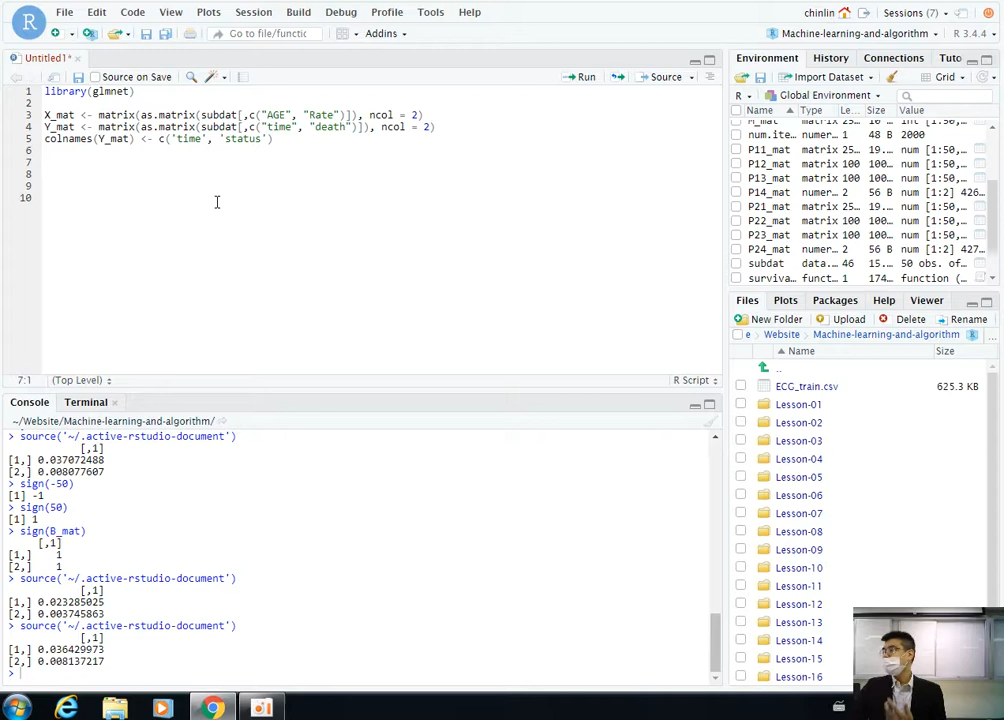 R File Edit Code View Plots Session Build Debug Profile Tools Help chinlin Sessions (7)
Go to file/functic Addins Machine-learning-and-algorithm R 3.4.4
Untitled1*
Source on Save Run Source
1 library(glmnet)
2
3 X_mat <- matrix(as.matrix(subdat[,c("AGE", "Rate")]), ncol = 2)
4 Y_mat <- matrix(as.matrix(subdat[,c("time", "death")]), ncol = 2)
5 colnames(Y_mat) <- c('time', 'status')
6
7
8
9
10
7:1 (Top Level) R Script
Console Terminal
~/Website/Machine-learning-and-algorithm/
> source('~/.active-rstudio-document')
[,1]
[1,] 0.037072488
[2,] 0.008077607
> sign(-50)
[1] -1
> sign(50)
[1] 1
> sign(B_mat)
[,1]
[1,] 1
[2,] 1
> source('~/.active-rstudio-document')
[,1]
[1,] 0.023285025
[2,] 0.003745863
> source('~/.active-rstudio-document')
[,1]
[1,] 0.036429973
[2,] 0.008137217
>
Environment History Connections Tuto
Import Dataset Grid
R Global Environment
Name Type Le… Size Value
num.ite… numer… 1 48 B 2000
P11_mat matrix 25… 19.… num [1:50,…
P12_mat matrix 100 100… num [1:50,…
P13_mat matrix 100 100… num [1:50,…
P14_mat numer… 2 56 B num [1:2] 426…
P21_mat matrix 25… 19.… num [1:50,…
P22_mat matrix 100 100… num [1:50,…
P23_mat matrix 100 100… num [1:50,…
P24_mat numer… 2 56 B num [1:2] 427…
subdat data.… 46 15.… 50 obs. of…
surviva… funct… 1 174… function (…
Files Plots Packages Help Viewer
New Folder Upload Delete Rename
e Website Machine-learning-and-algorithm R ...
Name Size
..
ECG_train.csv 625.3 KB
Lesson-01
Lesson-02
Lesson-03
Lesson-04
Lesson-05
Lesson-06
Lesson-07
Lesson-08
Lesson-09
Lesson-10
Lesson-11
Lesson-12
Lesson-13
Lesson-14
Lesson-15
Lesson-16